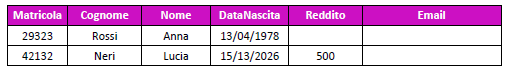 Matricola Cognome Nome DataNascita Reddito Email
29323 Rossi Anna 13/04/1978
42132 Neri Lucia 15/13/2026 500